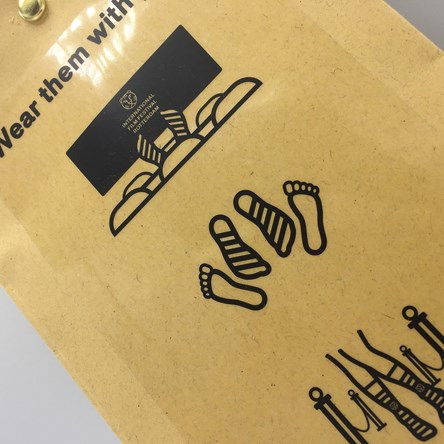 Wear them with
INTERNATIONAL
FILM FESTIVAL
ROTTERDAM